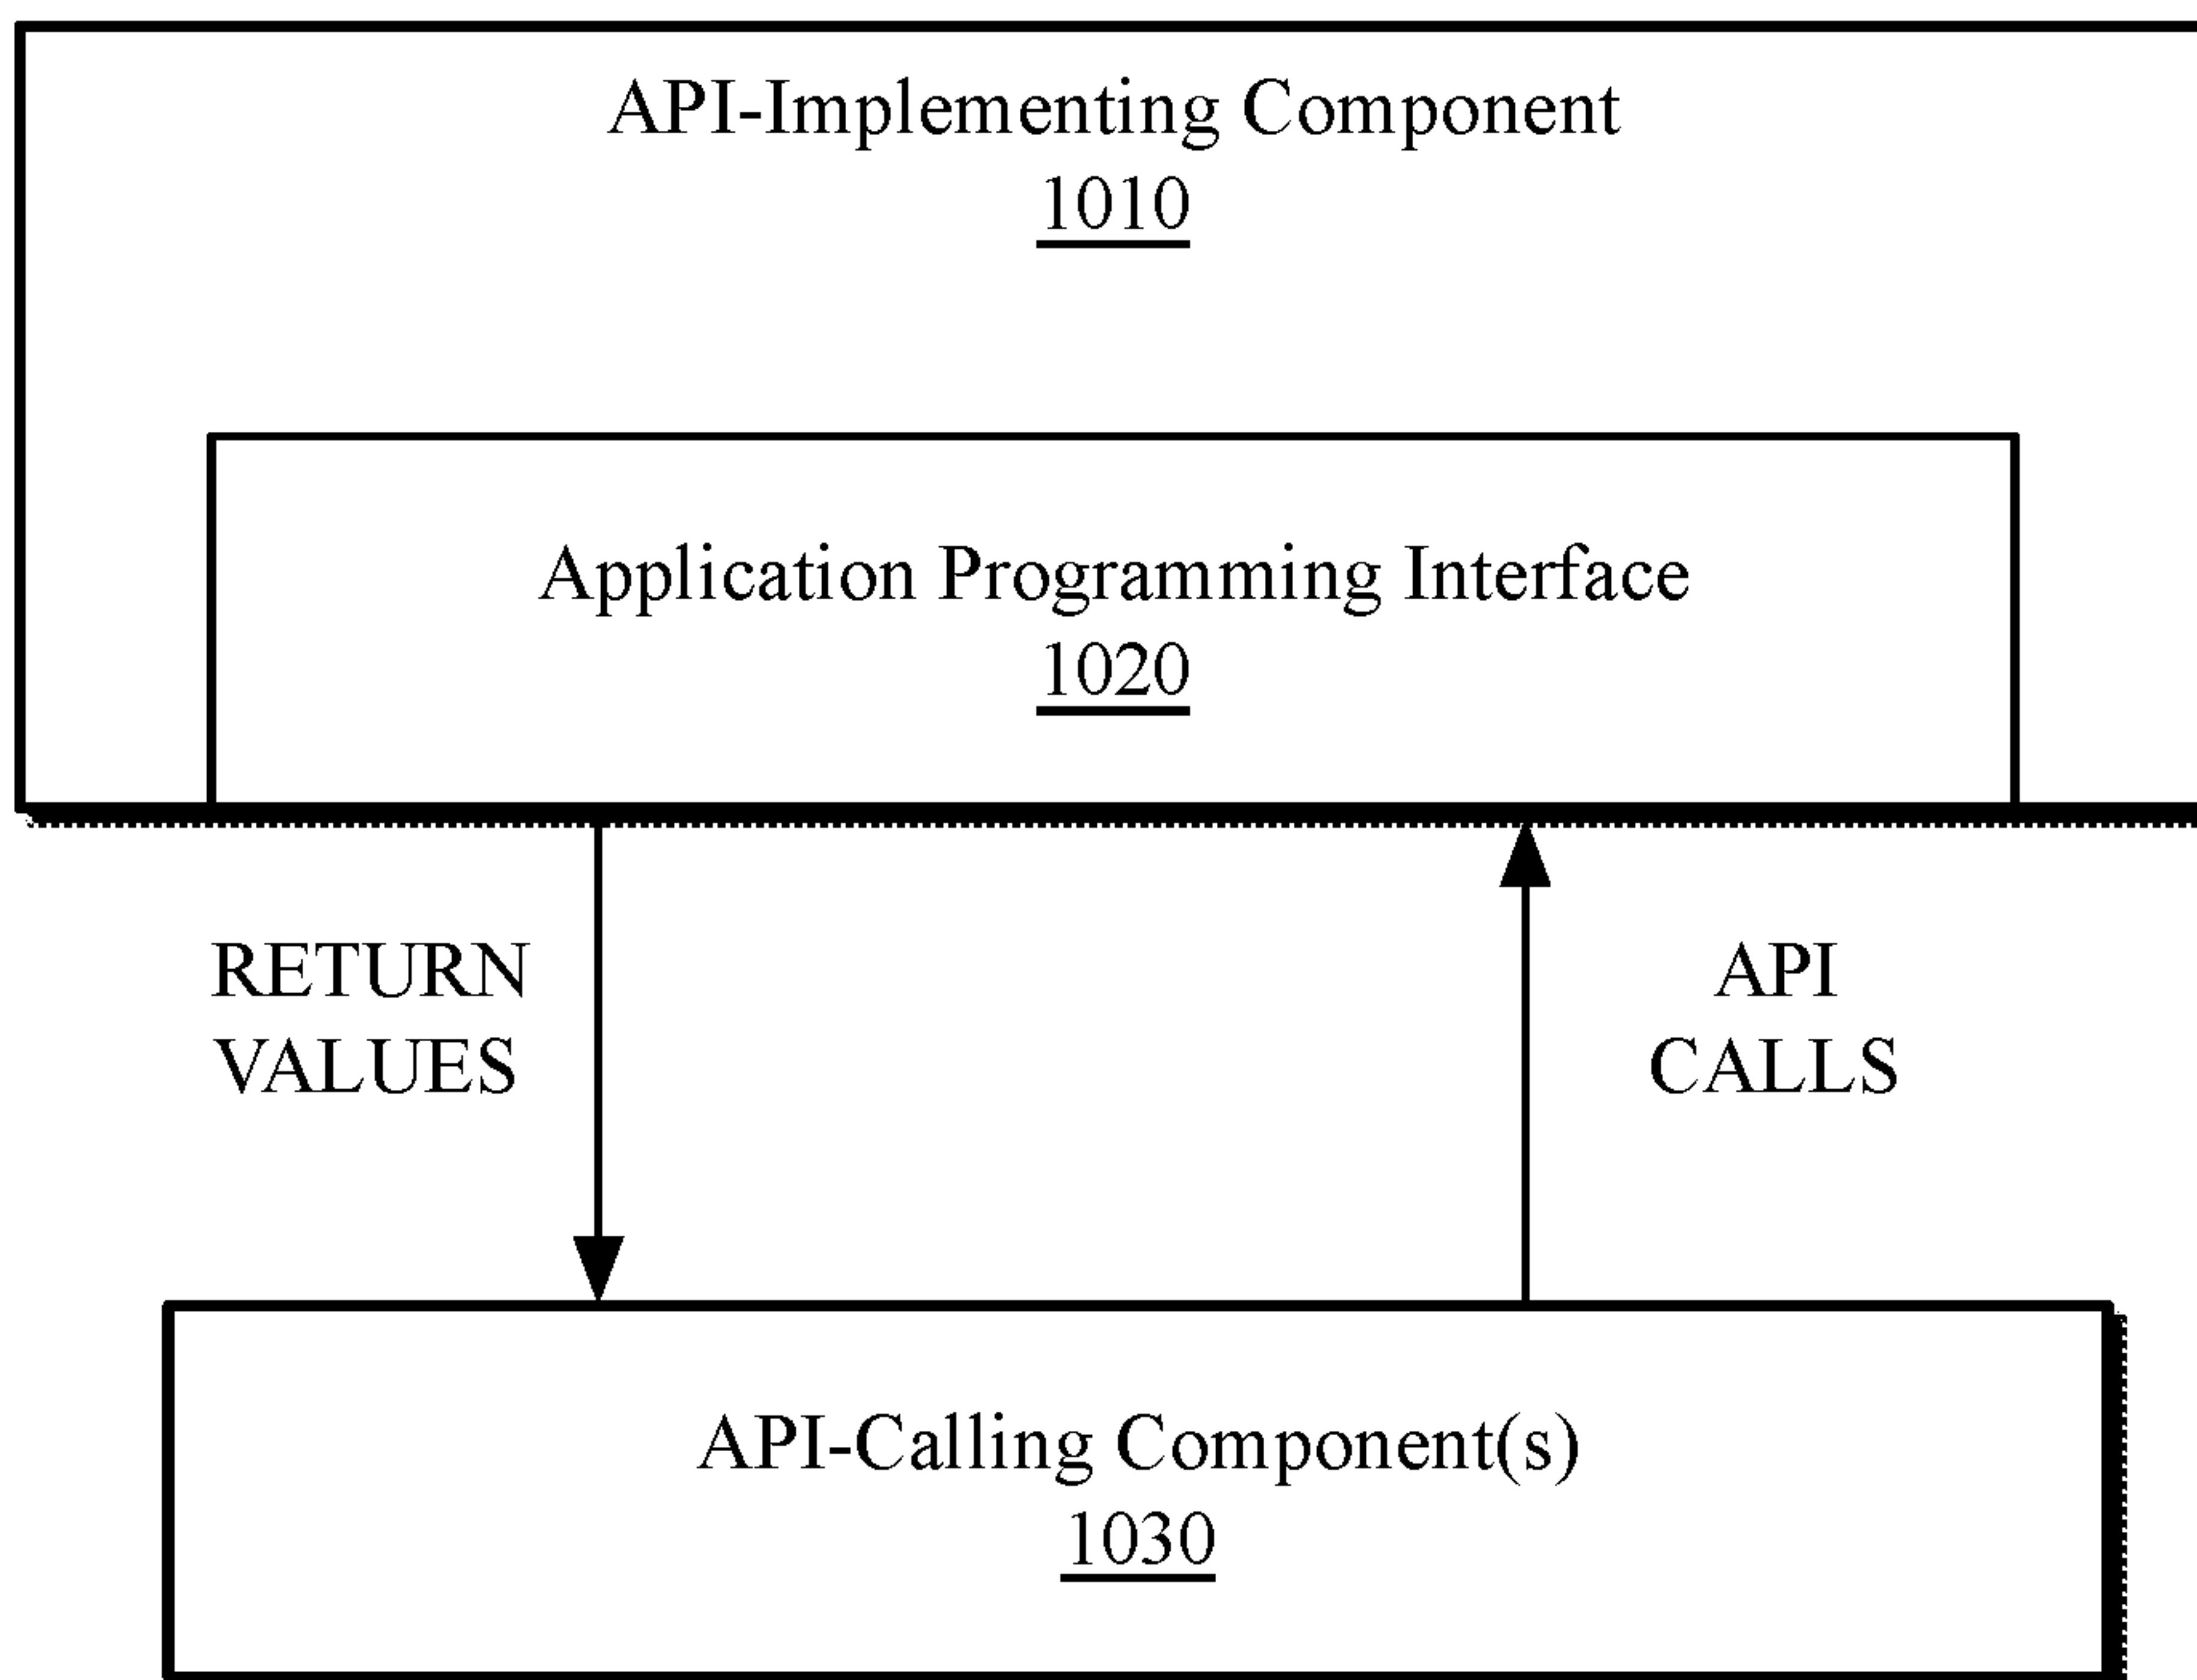 API-Implementing Component
1010
Application Programming Interface
1020
RETURN
VALUES
API
CALLS
API-Calling Component(s)
1030